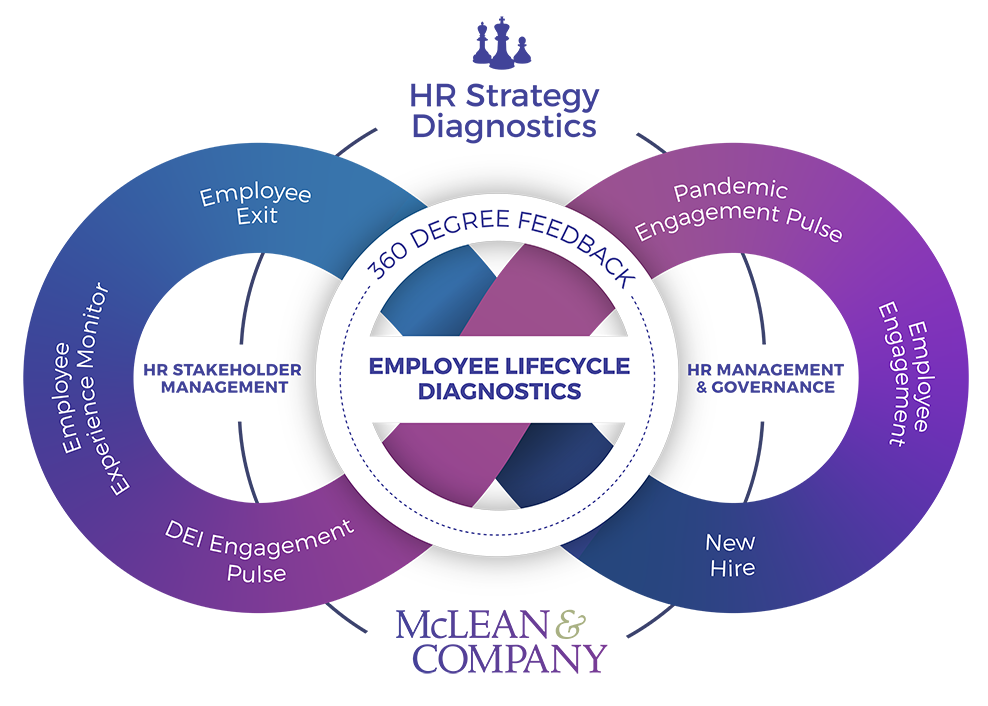 HR Strategy
Diagnostics
Employee
Exit
Pandemic
Engagement Pulse
360 DEGREE FEEDBACK
Employee
Experience Monitor
HR STAKEHOLDER
MANAGEMENT
EMPLOYEE LIFECYCLE
DIAGNOSTICS
HR MANAGEMENT
& GOVERNANCE
Employee
Engagement
DEI Engagement
Pulse
New
Hire
McLEAN &
COMPANY